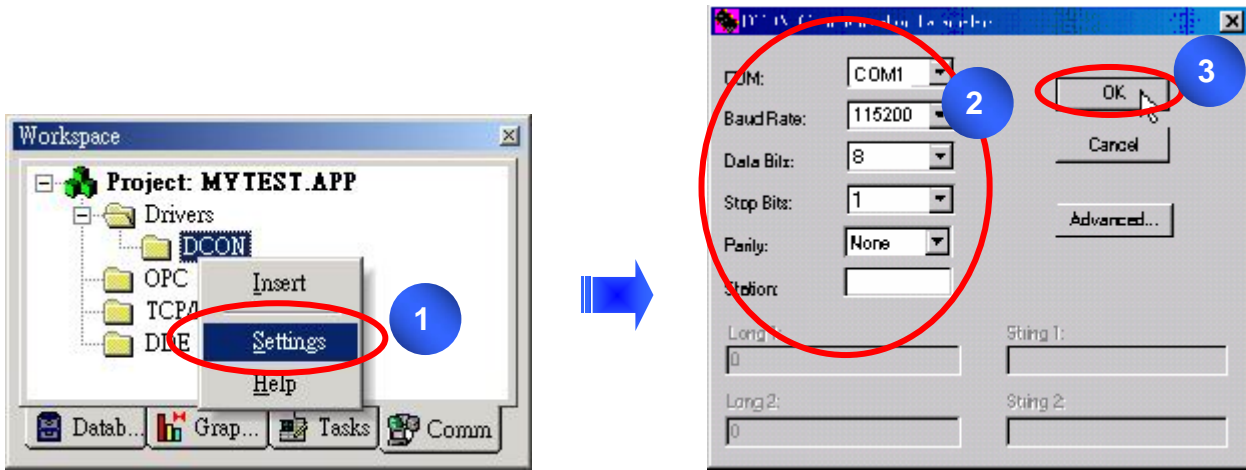 Workspace
Project: MYTEST.APP
Drivers
DCON
OPC
Insert
TCP/I
Settings
DDE
Help
Datab...
Grap...
Tasks
Comm
1
COM:
COM1
Baud Rate:
115200
Data Bits:
8
Stop Bits:
1
Parity:
None
Station:
2
OK
3
Cancel
Advanced...
Long 1:
0
String 1:
Long 2:
0
String 2: